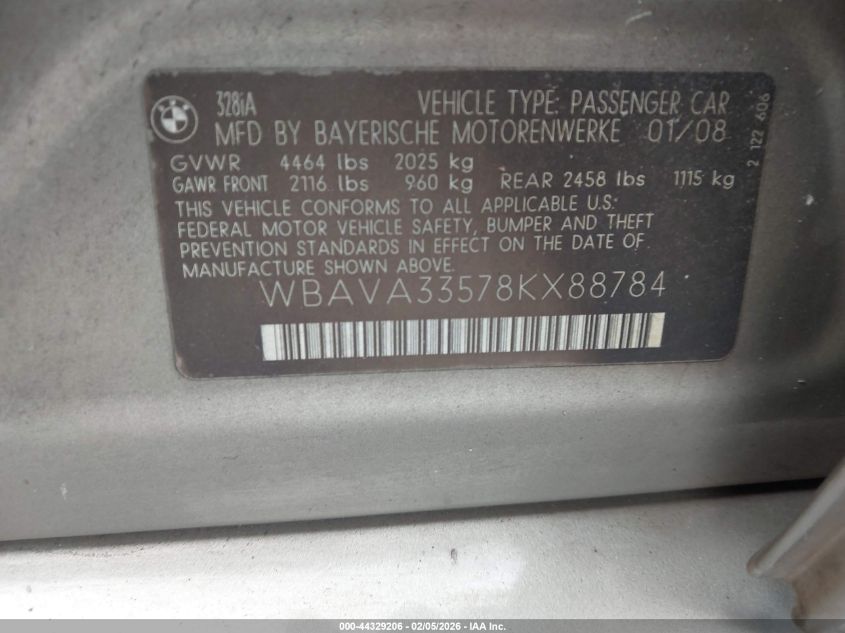 328iA VEHICLE TYPE: PASSENGER CAR
MFD BY BAYERISCHE MOTORENWERKE 01/08
GVWR 4464 lbs 2025 kg
GAWR FRONT 2116 lbs 960 kg REAR 2458 lbs 1115 kg
THIS VEHICLE CONFORMS TO ALL APPLICABLE U.S.
FEDERAL MOTOR VEHICLE SAFETY, BUMPER AND THEFT
PREVENTION STANDARDS IN EFFECT ON THE DATE OF
MANUFACTURE SHOWN ABOVE.
WBAVA33578KX88784
2 122 606
000-44329206 - 02/05/2026 - IAA Inc.